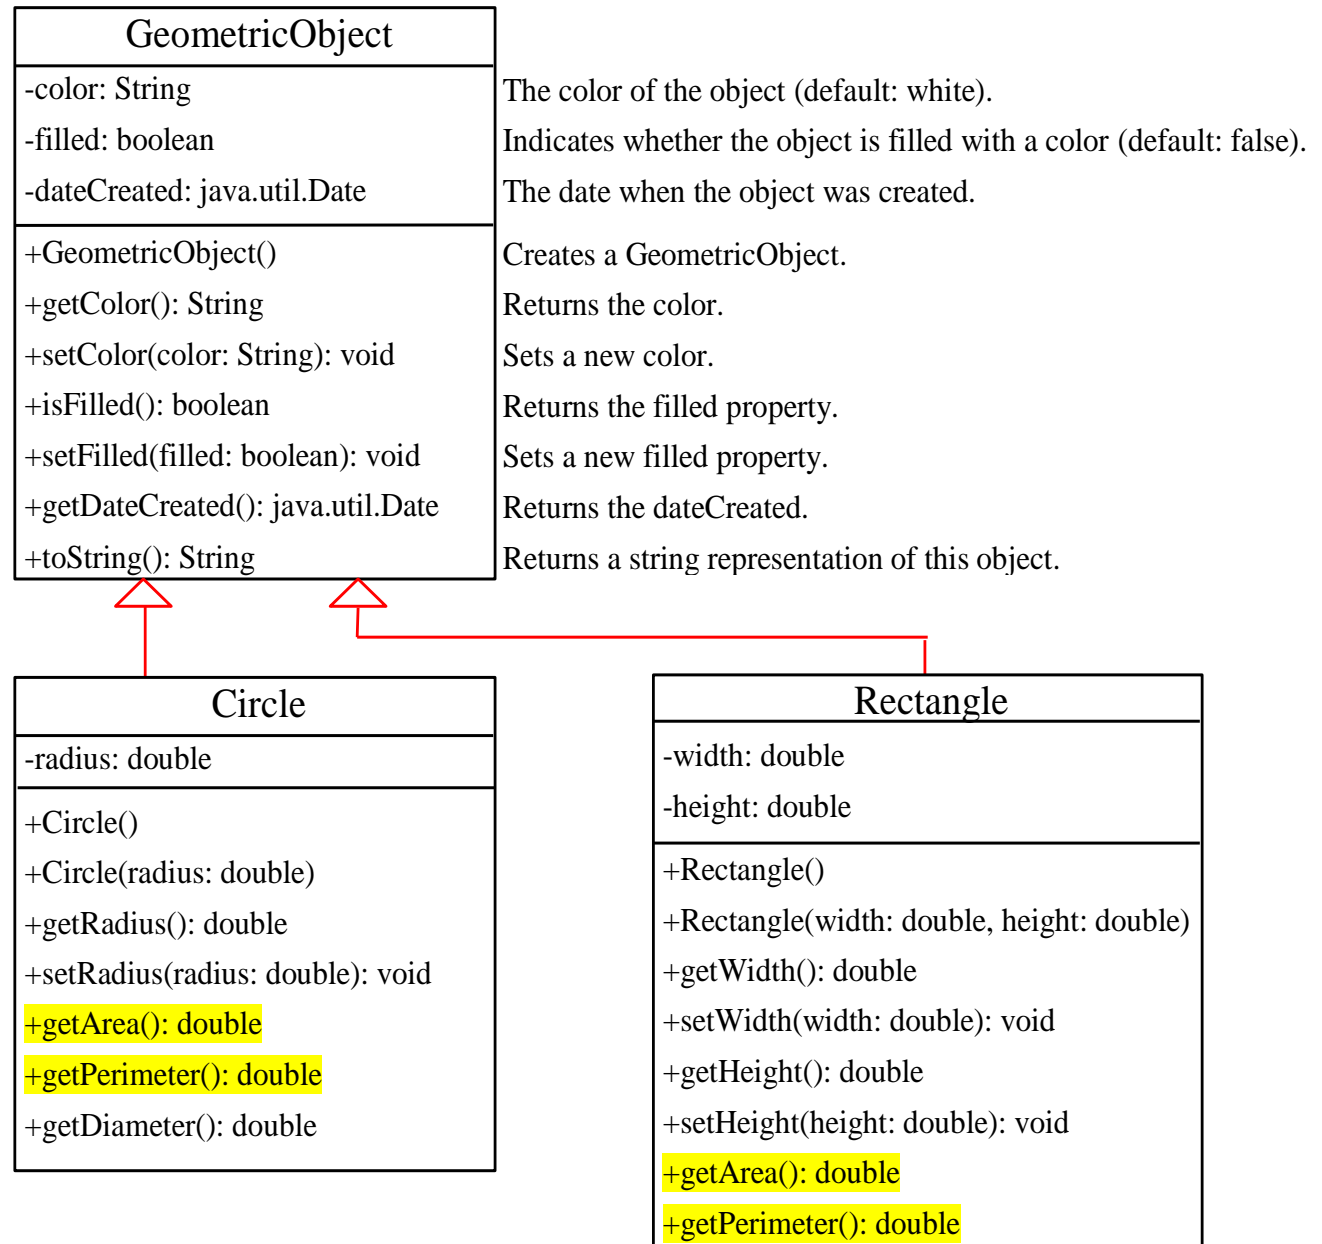 GeometricObject
-color: String
The color of the object (default: white).
-filled: boolean
Indicates whether the object is filled with a color (default: false).
-dateCreated: java.util.Date
The date when the object was created.
+GeometricObject()
Creates a GeometricObject.
+getColor(): String
Returns the color.
+setColor(color: String): void
Sets a new color.
+isFilled(): boolean
Returns the filled property.
+setFilled(filled: boolean): void
Sets a new filled property.
+getDateCreated(): java.util.Date
Returns the dateCreated.
+toString(): String
Returns a string representation of this object.
Circle
-radius: double
+Circle()
+Circle(radius: double)
+getRadius(): double
+setRadius(radius: double): void
+getArea(): double
+getPerimeter(): double
+getDiameter(): double
Rectangle
-width: double
-height: double
+Rectangle()
+Rectangle(width: double, height: double)
+getWidth(): double
+setWidth(width: double): void
+getHeight(): double
+setHeight(height: double): void
+getArea(): double
+getPerimeter(): double